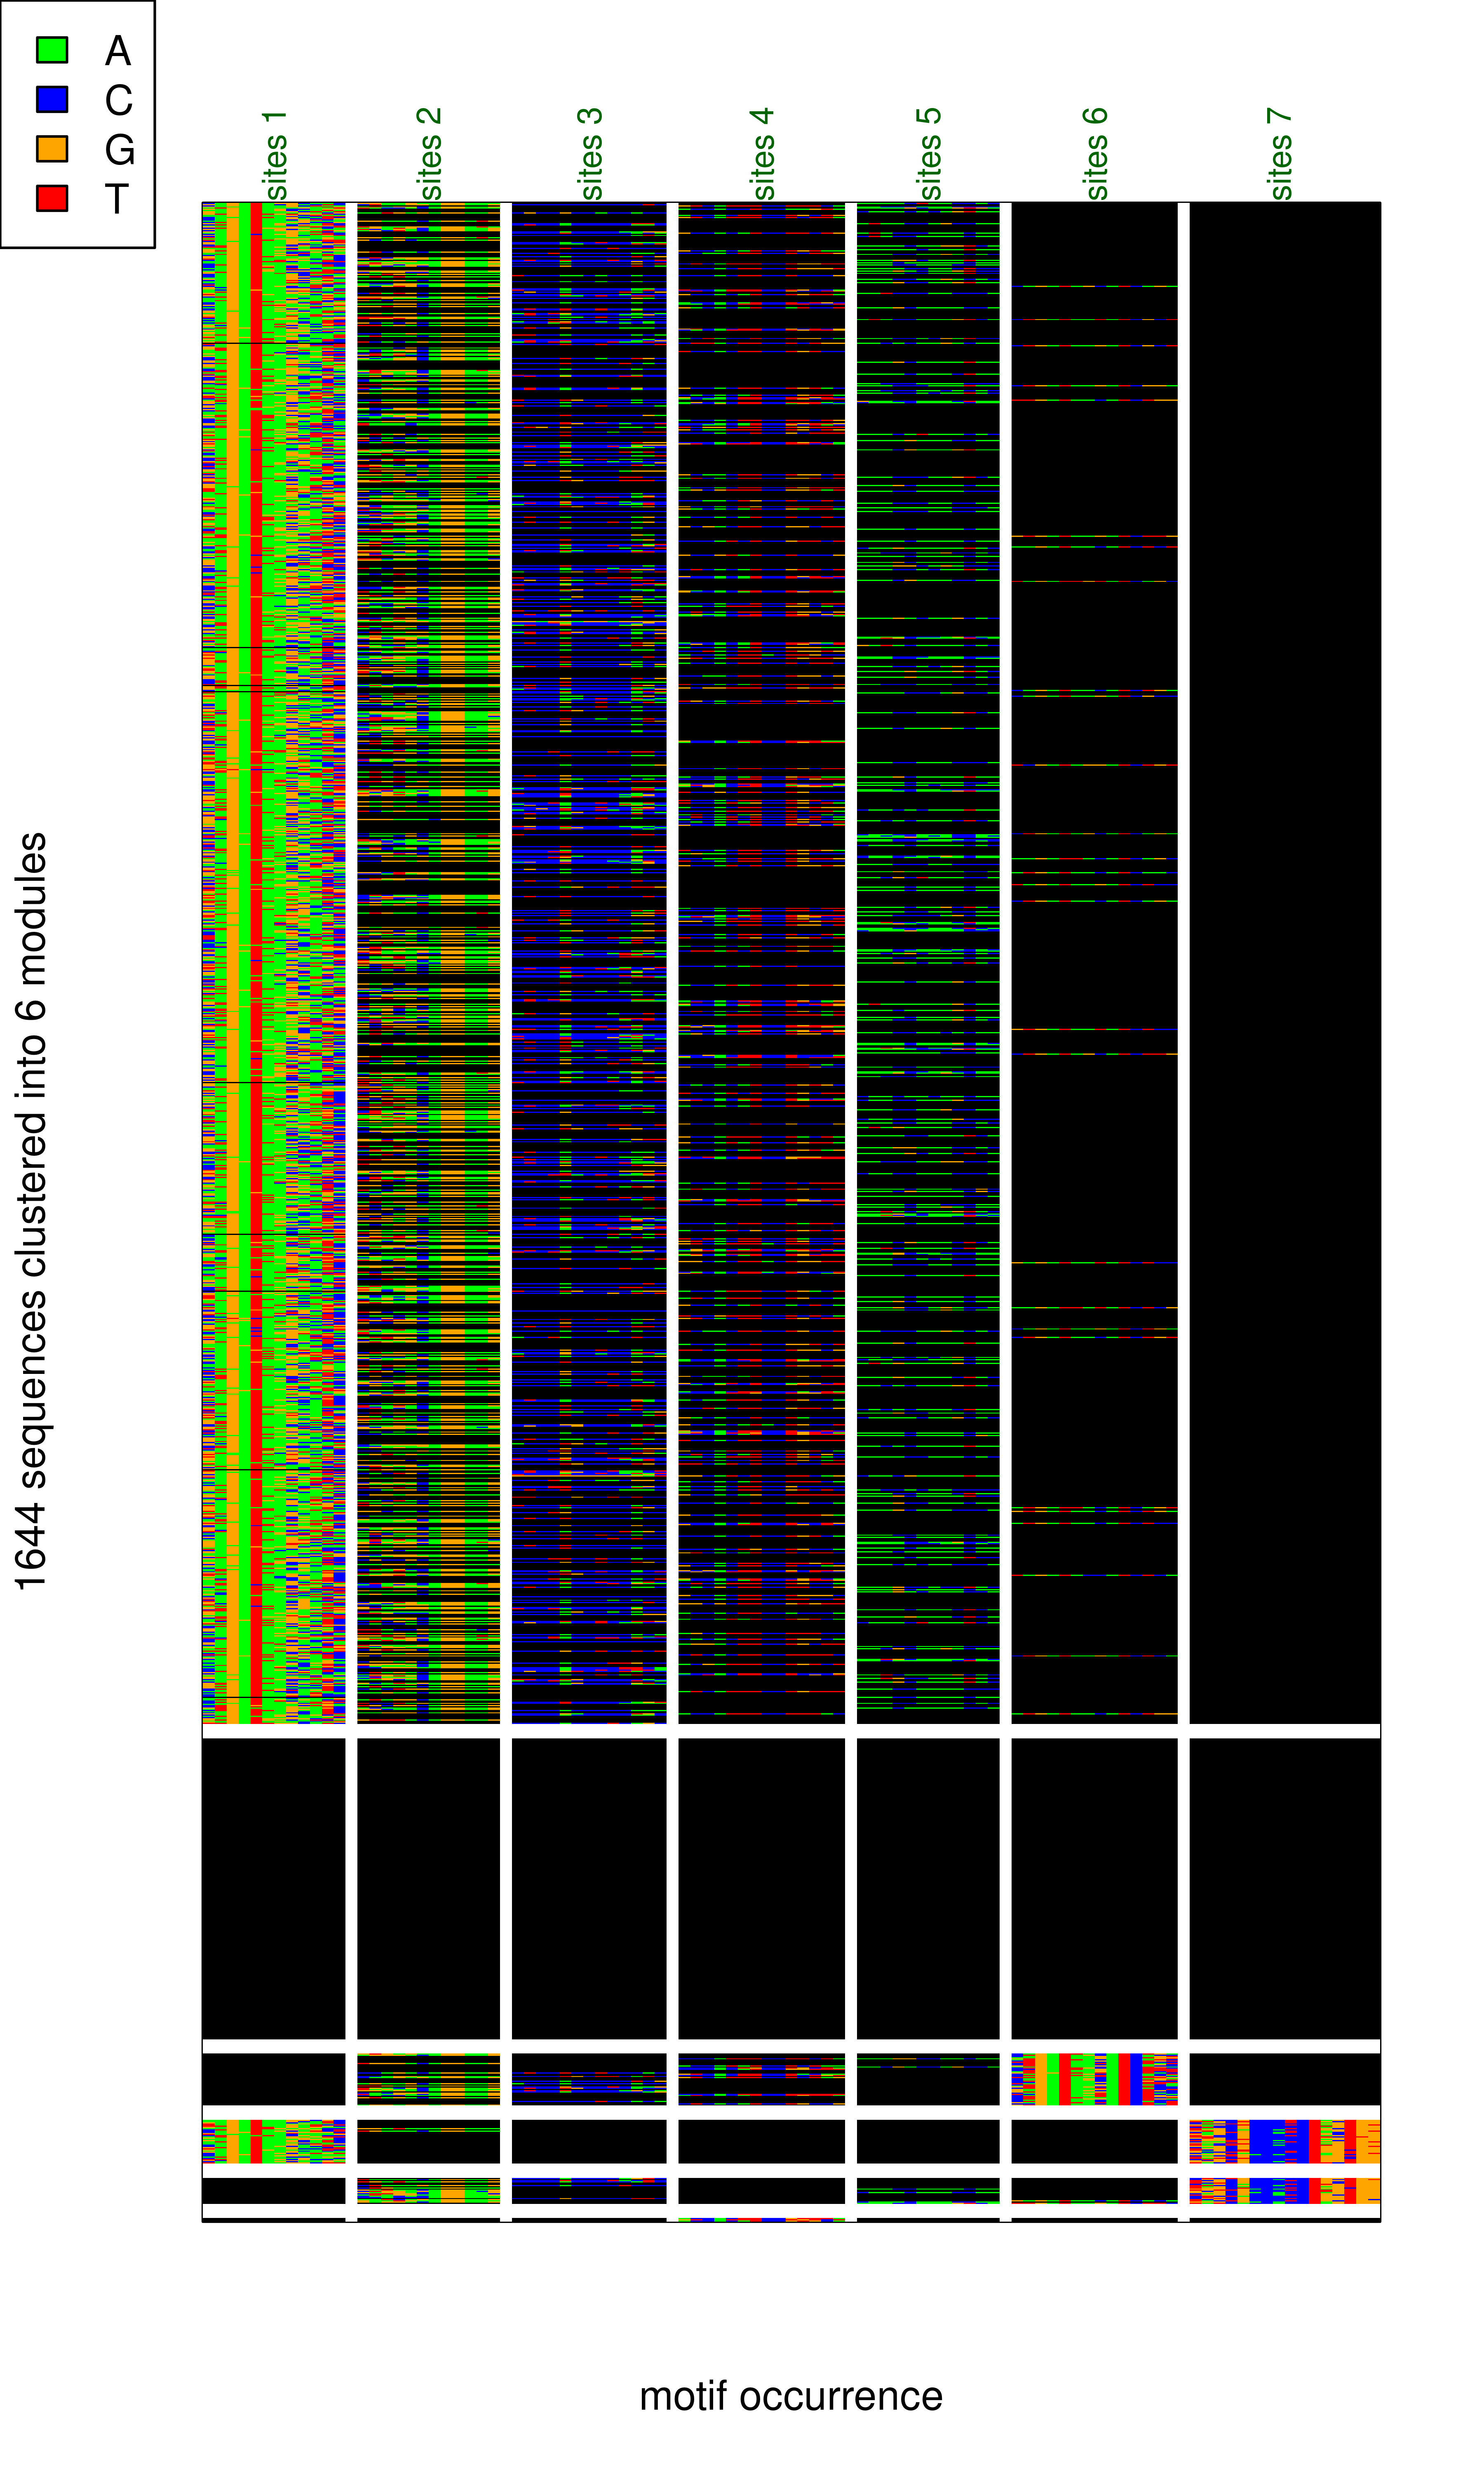 A
C
G
T
sites 1
sites 2
sites 3
sites 4
sites 5
sites 6
sites 7
1644 sequences clustered into 6 modules
motif occurrence